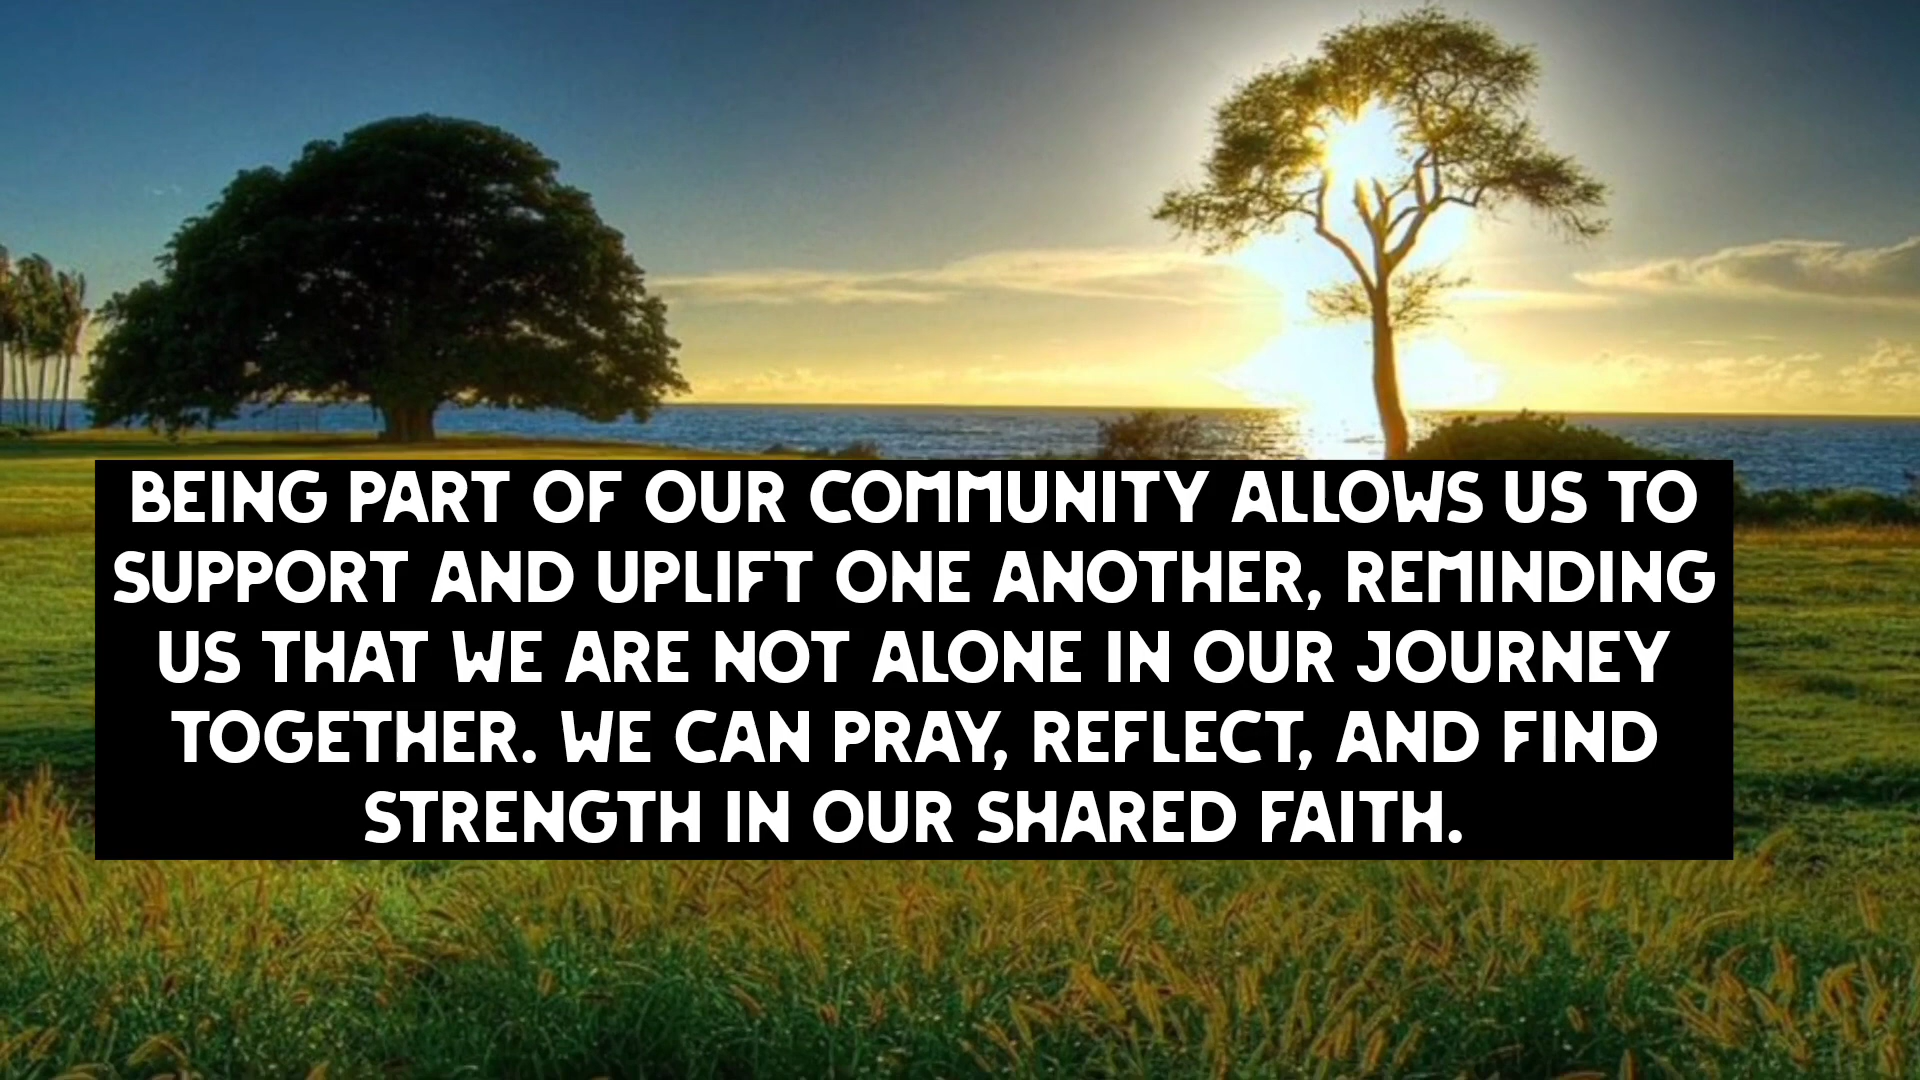 BEING PART OF OUR COMMUNITY ALLOWS US TO
SUPPORT AND UPLIFT ONE ANOTHER, REMINDING
US THAT WE ARE NOT ALONE IN OUR JOURNEY
TOGETHER. WE CAN PRAY, REFLECT, AND FIND
STRENGTH IN OUR SHARED FAITH.